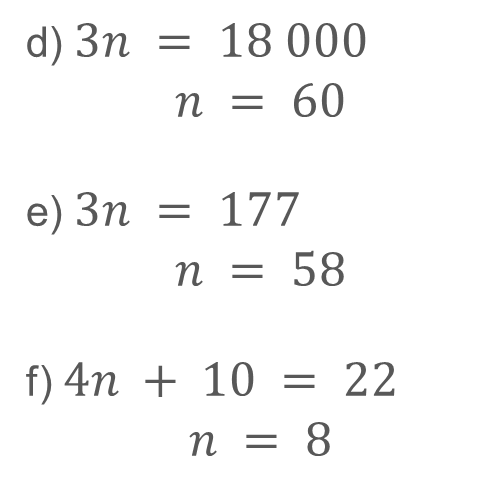 d) 3n = 18 000
n = 60
e) 3n = 177
n = 58
f) 4n + 10 = 22
n = 8